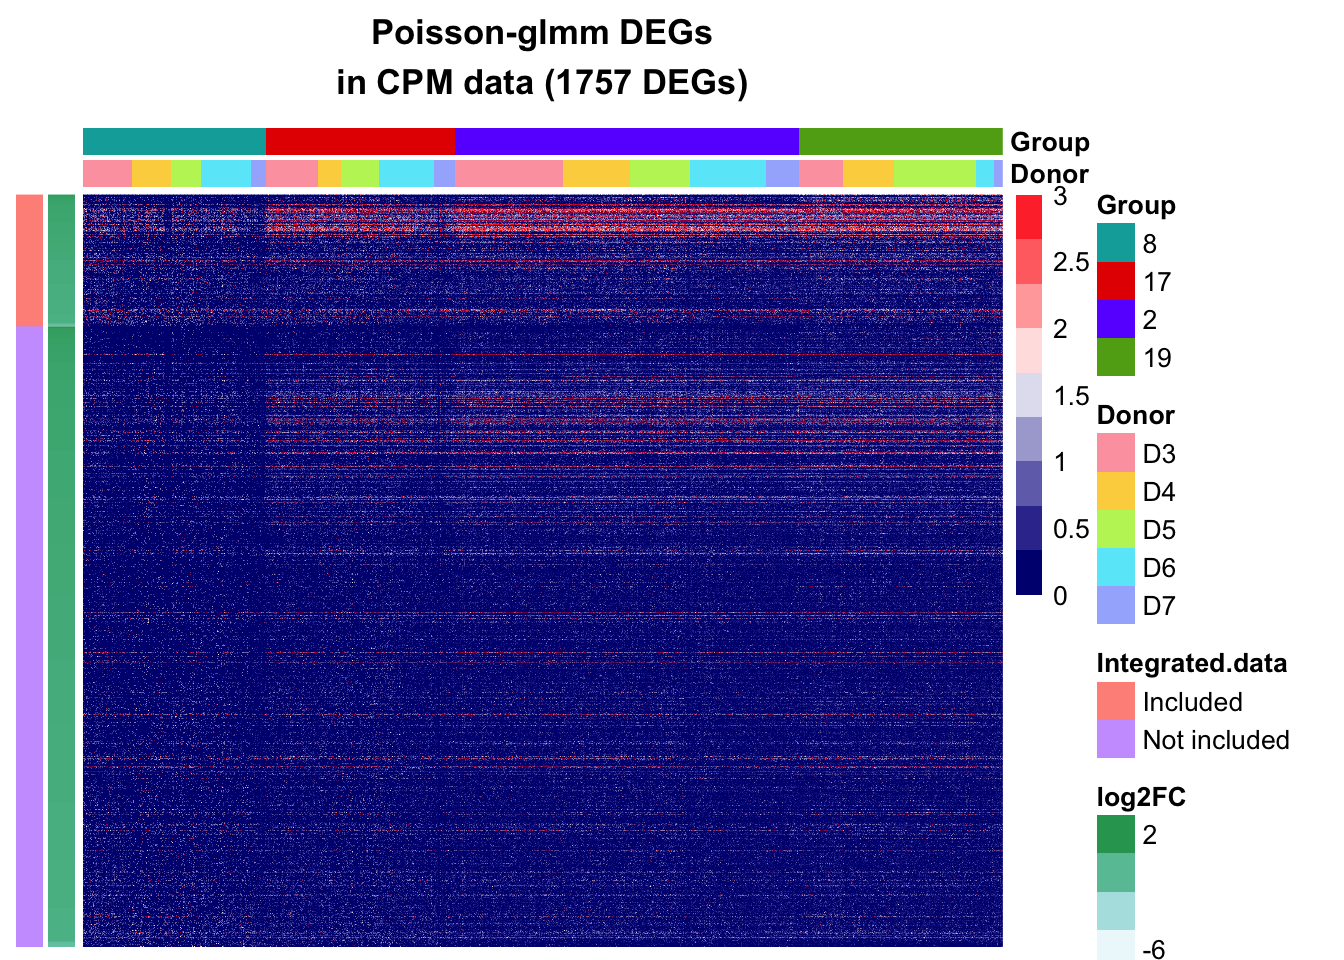 Poisson-glmm DEGs
in CPM data (1757 DEGs)
Group
Donor
3
2.5
2
1.5
1
0.5
0
Group
8
17
2
19
Donor
D3
D4
D5
D6
D7
Integrated.data
Included
Not included
log2FC
2
-6